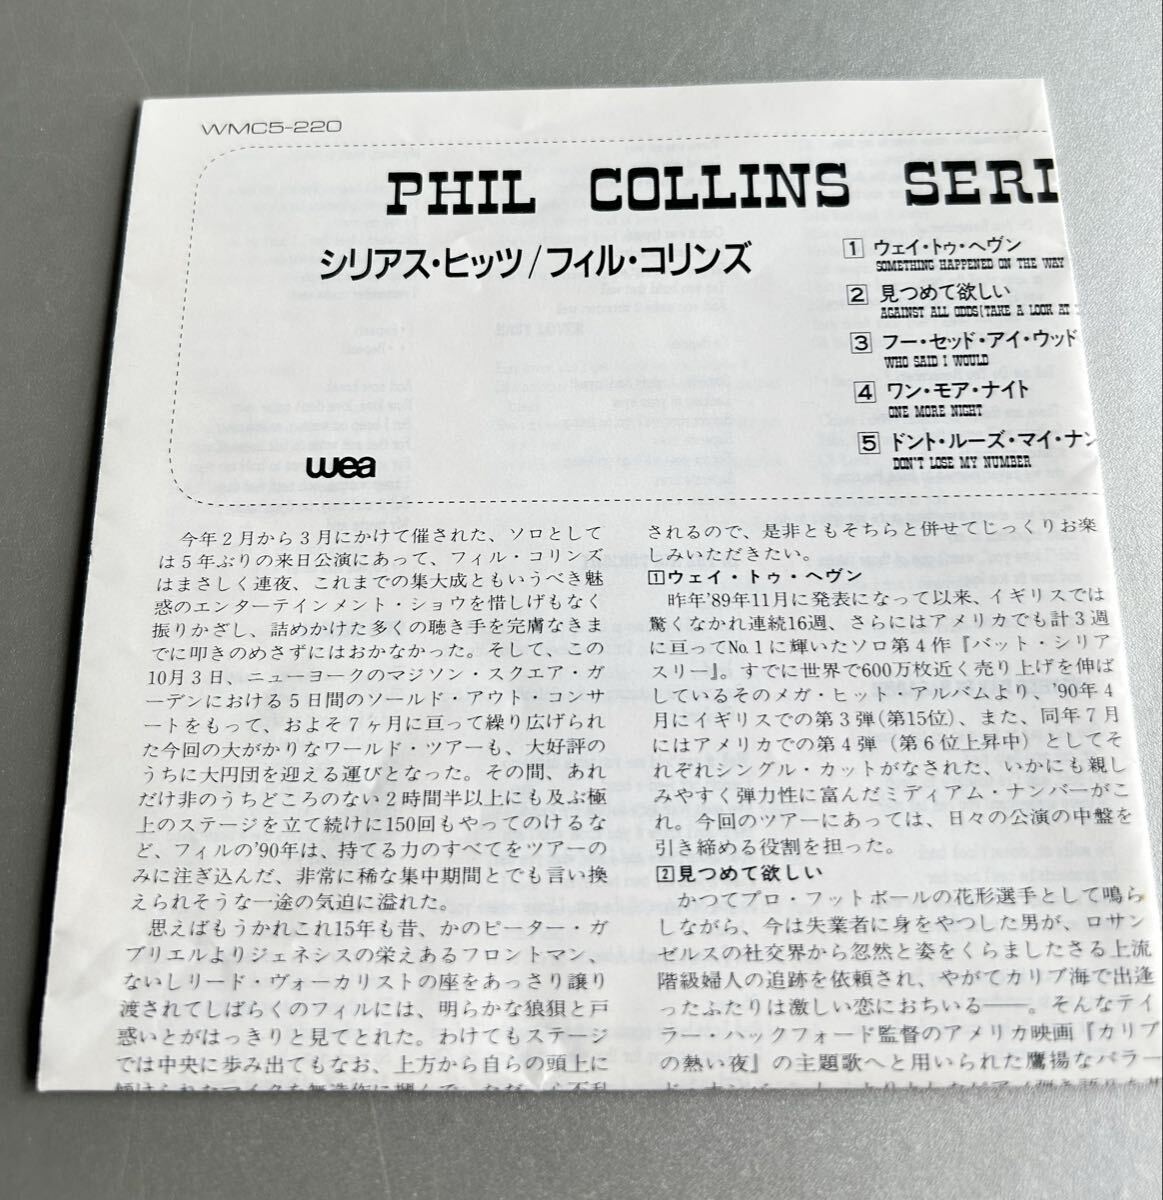 WMC5-220
PHIL COLLINS SERI
シリアス・ヒッツ/フィル・コリンズ
1 ウェイ・トゥ・ヘヴン
SOMETHING HAPPENED ON THE WAY
2 見つめて欲しい
AGAINST ALL ODDS(TAKE A LOOK AT
3 フー・セッド・アイ・ウッド
WHO SAID I WOULD
4 ワン・モア・ナイト
ONE MORE NIGHT
5 ドント・ルーズ・マイ・ナン
DON'T LOSE MY NUMBER
wea
今年2月から3月にかけて催された、ソロとして
は5年ぶりの来日公演にあって、フィル・コリンズ
はまさしく連夜、これまでの集大成ともいうべき魅
惑のエンターテインメント・ショウを惜しげもなく
振りかざし、詰めかけた多くの聴き手を完膚なきま
でに叩きのめさずにはおかなかった。そして、この
10月3日、ニューヨークのマジソン・スクエア・ガ
ーデンにおける5日間のソールド・アウト・コンサ
ートをもって、およそ7ヶ月に亘って繰り広げられ
た今回の大がかりなワールド・ツアーも、大好評の
うちに大円団を迎える運びとなった。その間、あれ
だけ非のうちどころのない2時間半以上にも及ぶ極
上のステージを立て続けに150回もやってのけるな
ど、フィルの'90年は、持てる力のすべてをツアーの
みに注ぎ込んだ、非常に稀な集中期間とでも言い換
えられそうな一途の気迫に溢れた。
思えばもうかれこれ15年も昔、かのピーター・ガ
ブリエルよりジェネシスの栄えあるフロントマン、
ないしリード・ヴォーカリストの座をあっさり譲り
渡されてしばらくのフィルには、明らかな狼狽と戸
惑いとがはっきりと見てとれた。わけてもステージ
では中央に歩み出てもなお、上方から自らの頭上に
傾けられたマイクを無造作に掴んで、
されるので、是非ともそちらと併せてじっくりお楽
しみいただきたい。
1ウェイ・トゥ・ヘヴン
昨年'89年11月に発表になって以来、イギリスでは
驚くなかれ連続16週、さらにはアメリカでも計3週
に亘ってNo.1に輝いたソロ第4作『バット・シリア
スリー』。すでに世界で600万枚近く売り上げを伸ば
しているそのメガ・ヒット・アルバムより、'90年4
月にイギリスでの第3弾(第15位)、また、同年7月
にはアメリカでの第4弾(第6位上昇中)としてそ
れぞれシングル・カットがなされた、いかにも親し
みやすく弾力性に富んだミディアム・ナンバーがこ
れ。今回のツアーにあっては、日々の公演の中盤を
引き締める役割を担った。
2見つめて欲しい
かつてプロ・フットボールの花形選手として鳴ら
しながら、今は失業者に身をやつした男が、ロサン
ゼルスの社交界から忽然と姿をくらましたさる上流
階級婦人の追跡を依頼され、やがてカリブ海で出逢
ったふたりは激しい恋におちいる――。そんなテイ
ラー・ハックフォード監督のアメリカ映画『カリブ
の熱い夜』の主題歌へと用いられた鷹揚なバラー